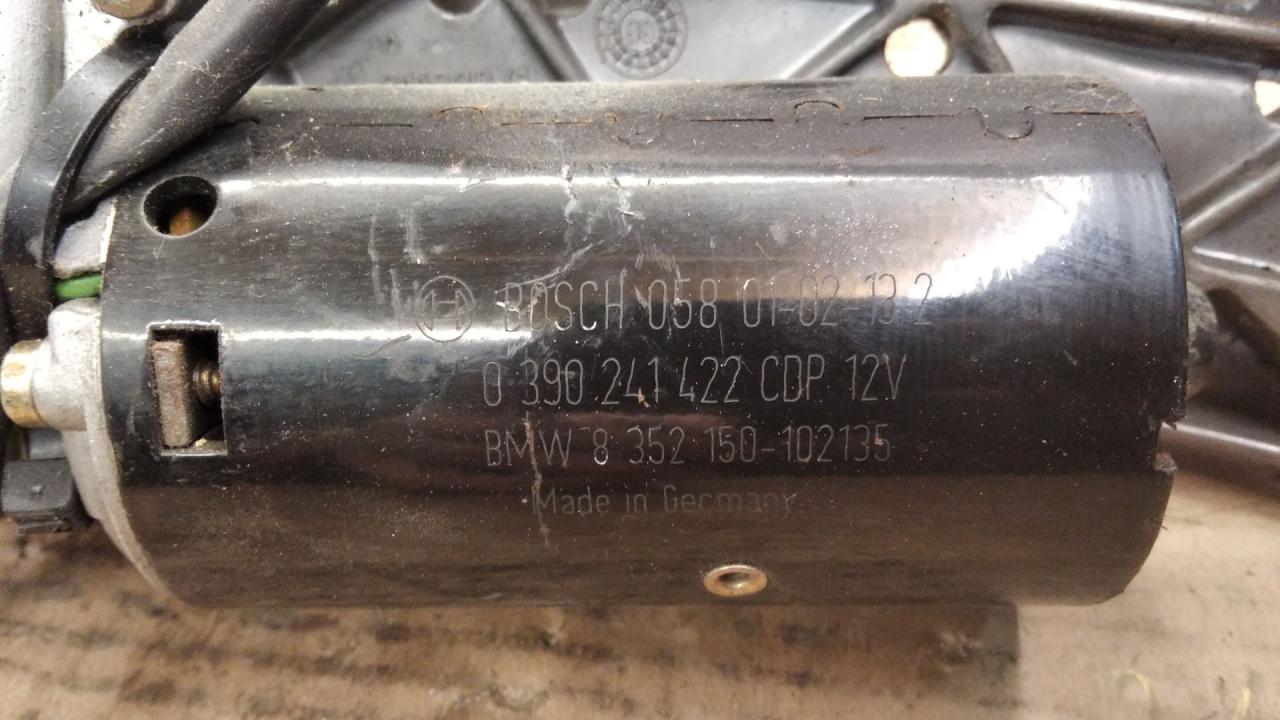 BOSCH 058 01-02-13 2
0 390 241 422 CDP 12V
BMW 8 352 150-102135
Made in Germany